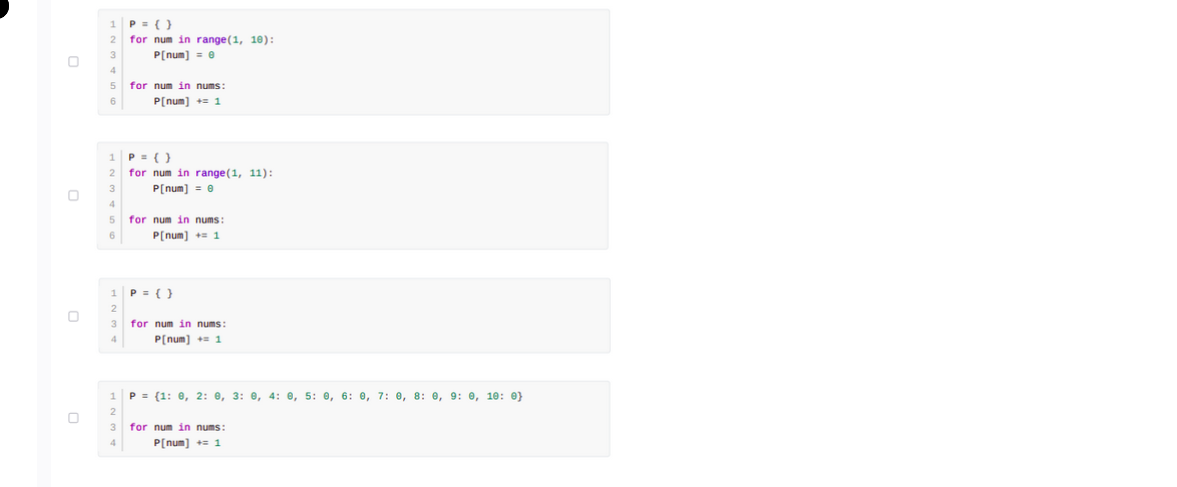 1 P = { }
2 for num in range(1, 10):
3     P[num] = 0
4
5 for num in nums:
6     P[num] += 1
1 P = { }
2 for num in range(1, 11):
3     P[num] = 0
4
5 for num in nums:
6     P[num] += 1
1 P = { }
2
3 for num in nums:
4     P[num] += 1
1 P = {1: 0, 2: 0, 3: 0, 4: 0, 5: 0, 6: 0, 7: 0, 8: 0, 9: 0, 10: 0}
2
3 for num in nums:
4     P[num] += 1